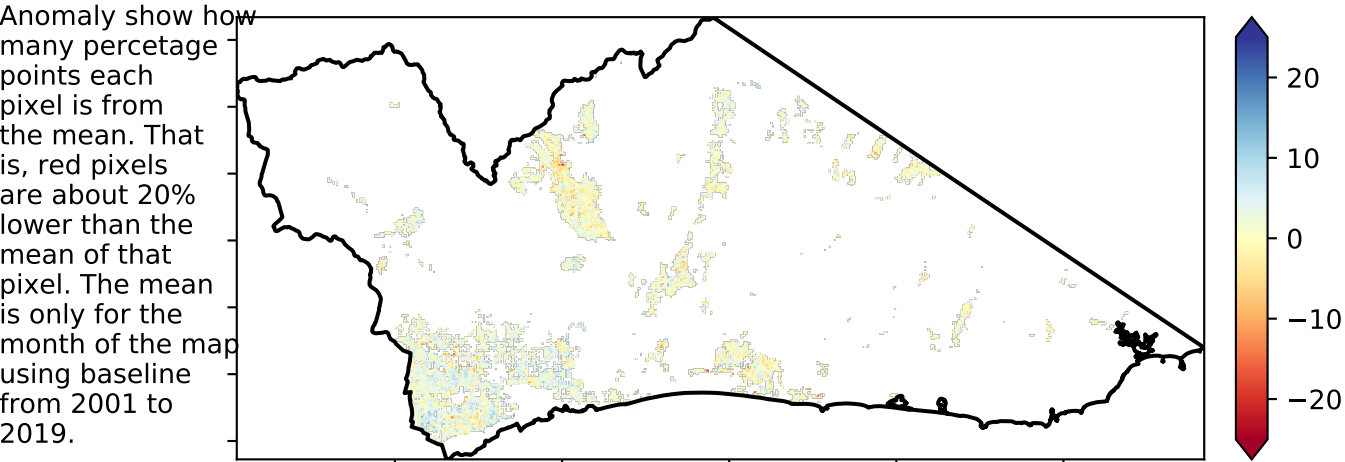 Anomaly show how
many percetage
points each
pixel is from
the mean. That
is, red pixels
are about 20%
lower than the
mean of that
pixel. The mean
is only for the
month of the map
using baseline
from 2001 to
2019.
20
10
0
−10
−20